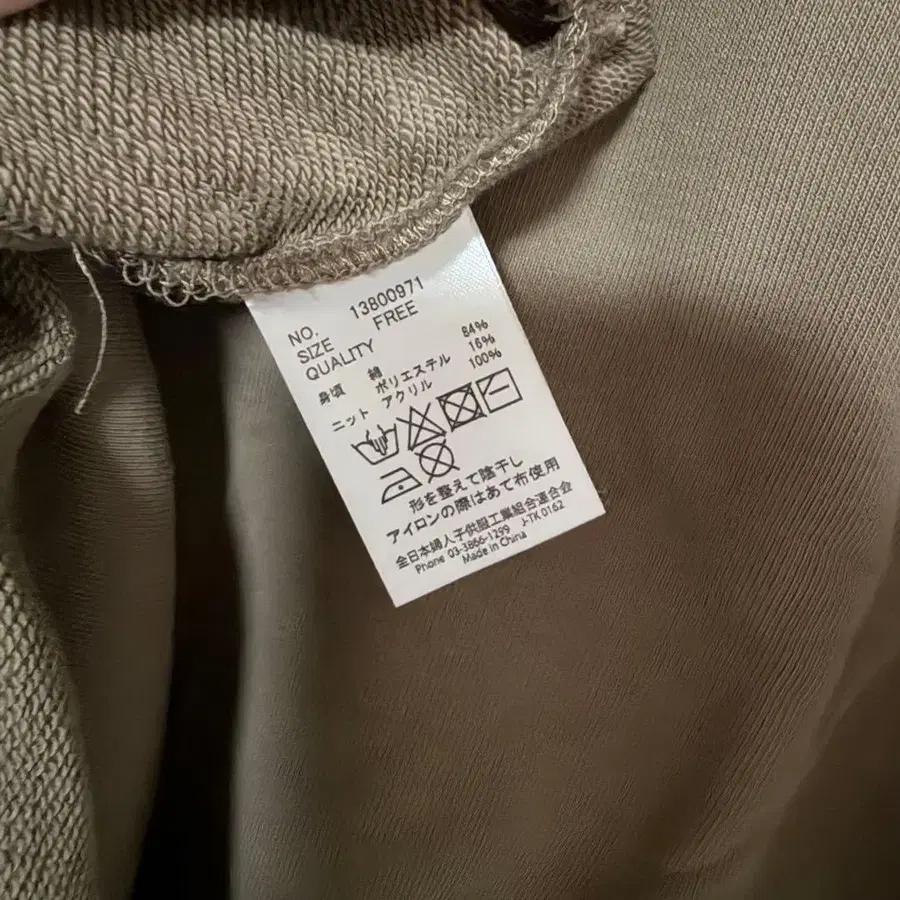 NO. 13800971
SIZE FREE
QUALITY
身頃 綿 84%
ポリエステル 16%
ニット アクリル 100%
形を整えて陰干し
アイロンの際はあて布使用
全日本婦人子供服工業組合連合会
Phone 03-3866-1299 J-TK 0162
Made in China